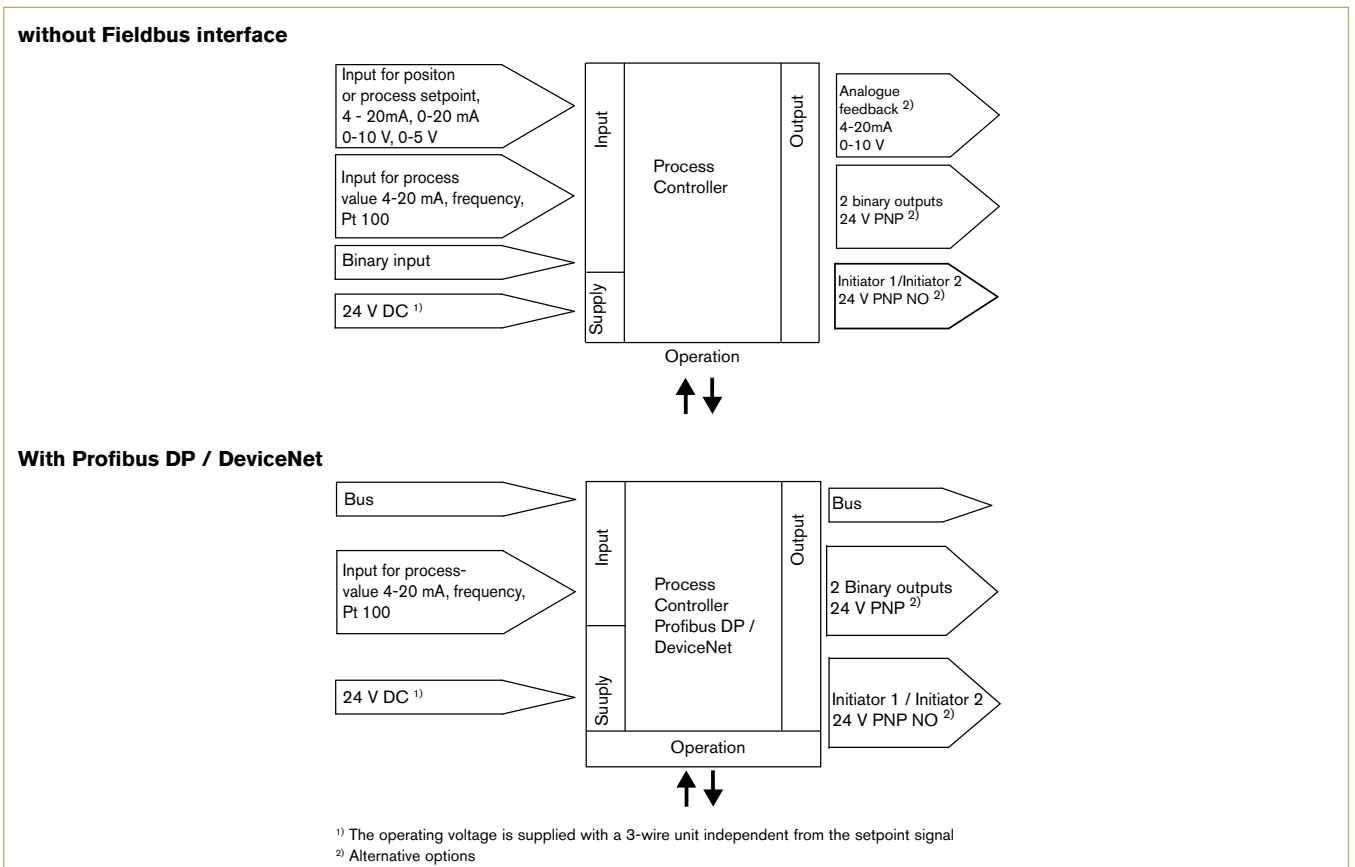 without Fieldbus interface
Input for positon
or process setpoint,
4 - 20mA, 0-20 mA
0-10 V, 0-5 V
Input for process
value 4-20 mA, frequency,
Pt 100
Binary input
24 V DC 1)
Input
Supply
Process
Controller
Output
Operation
Analogue
feedback 2)
4-20mA
0-10 V
2 binary outputs
24 V PNP 2)
Initiator 1/Initiator 2
24 V PNP NO 2)
With Profibus DP / DeviceNet
Bus
Input for process-
value 4-20 mA, frequency,
Pt 100
24 V DC 1)
Input
Suuply
Process
Controller
Profibus DP /
DeviceNet
Output
Operation
Bus
2 Binary outputs
24 V PNP 2)
Initiator 1 / Initiator 2
24 V PNP NO 2)
1) The operating voltage is supplied with a 3-wire unit independent from the setpoint signal
2) Alternative options